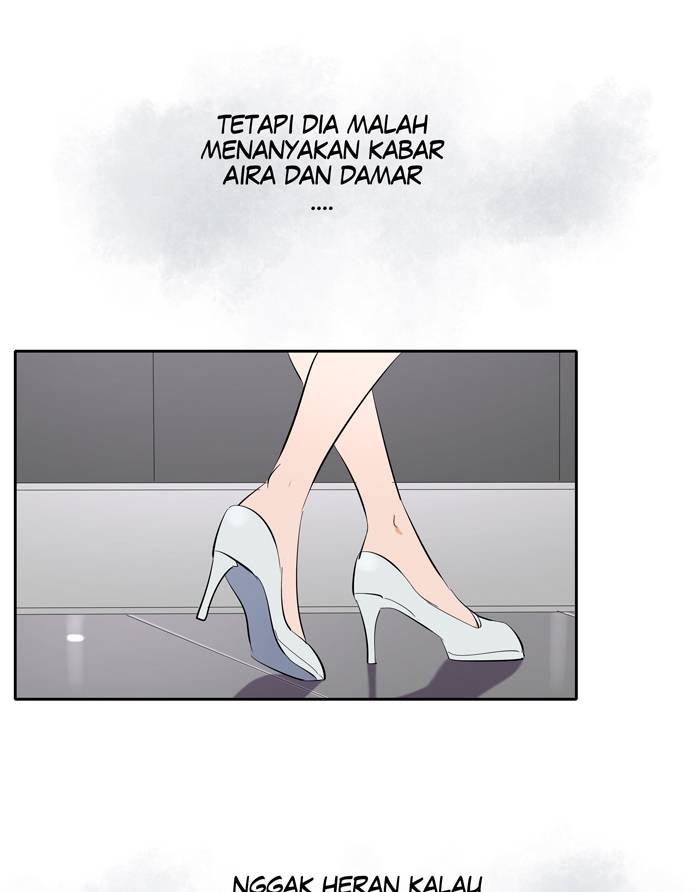 TETAPI DIA MALAH
MENANYAKAN KABAR
AIRA DAN DAMAR
....
NGGAK HERAN KALAU